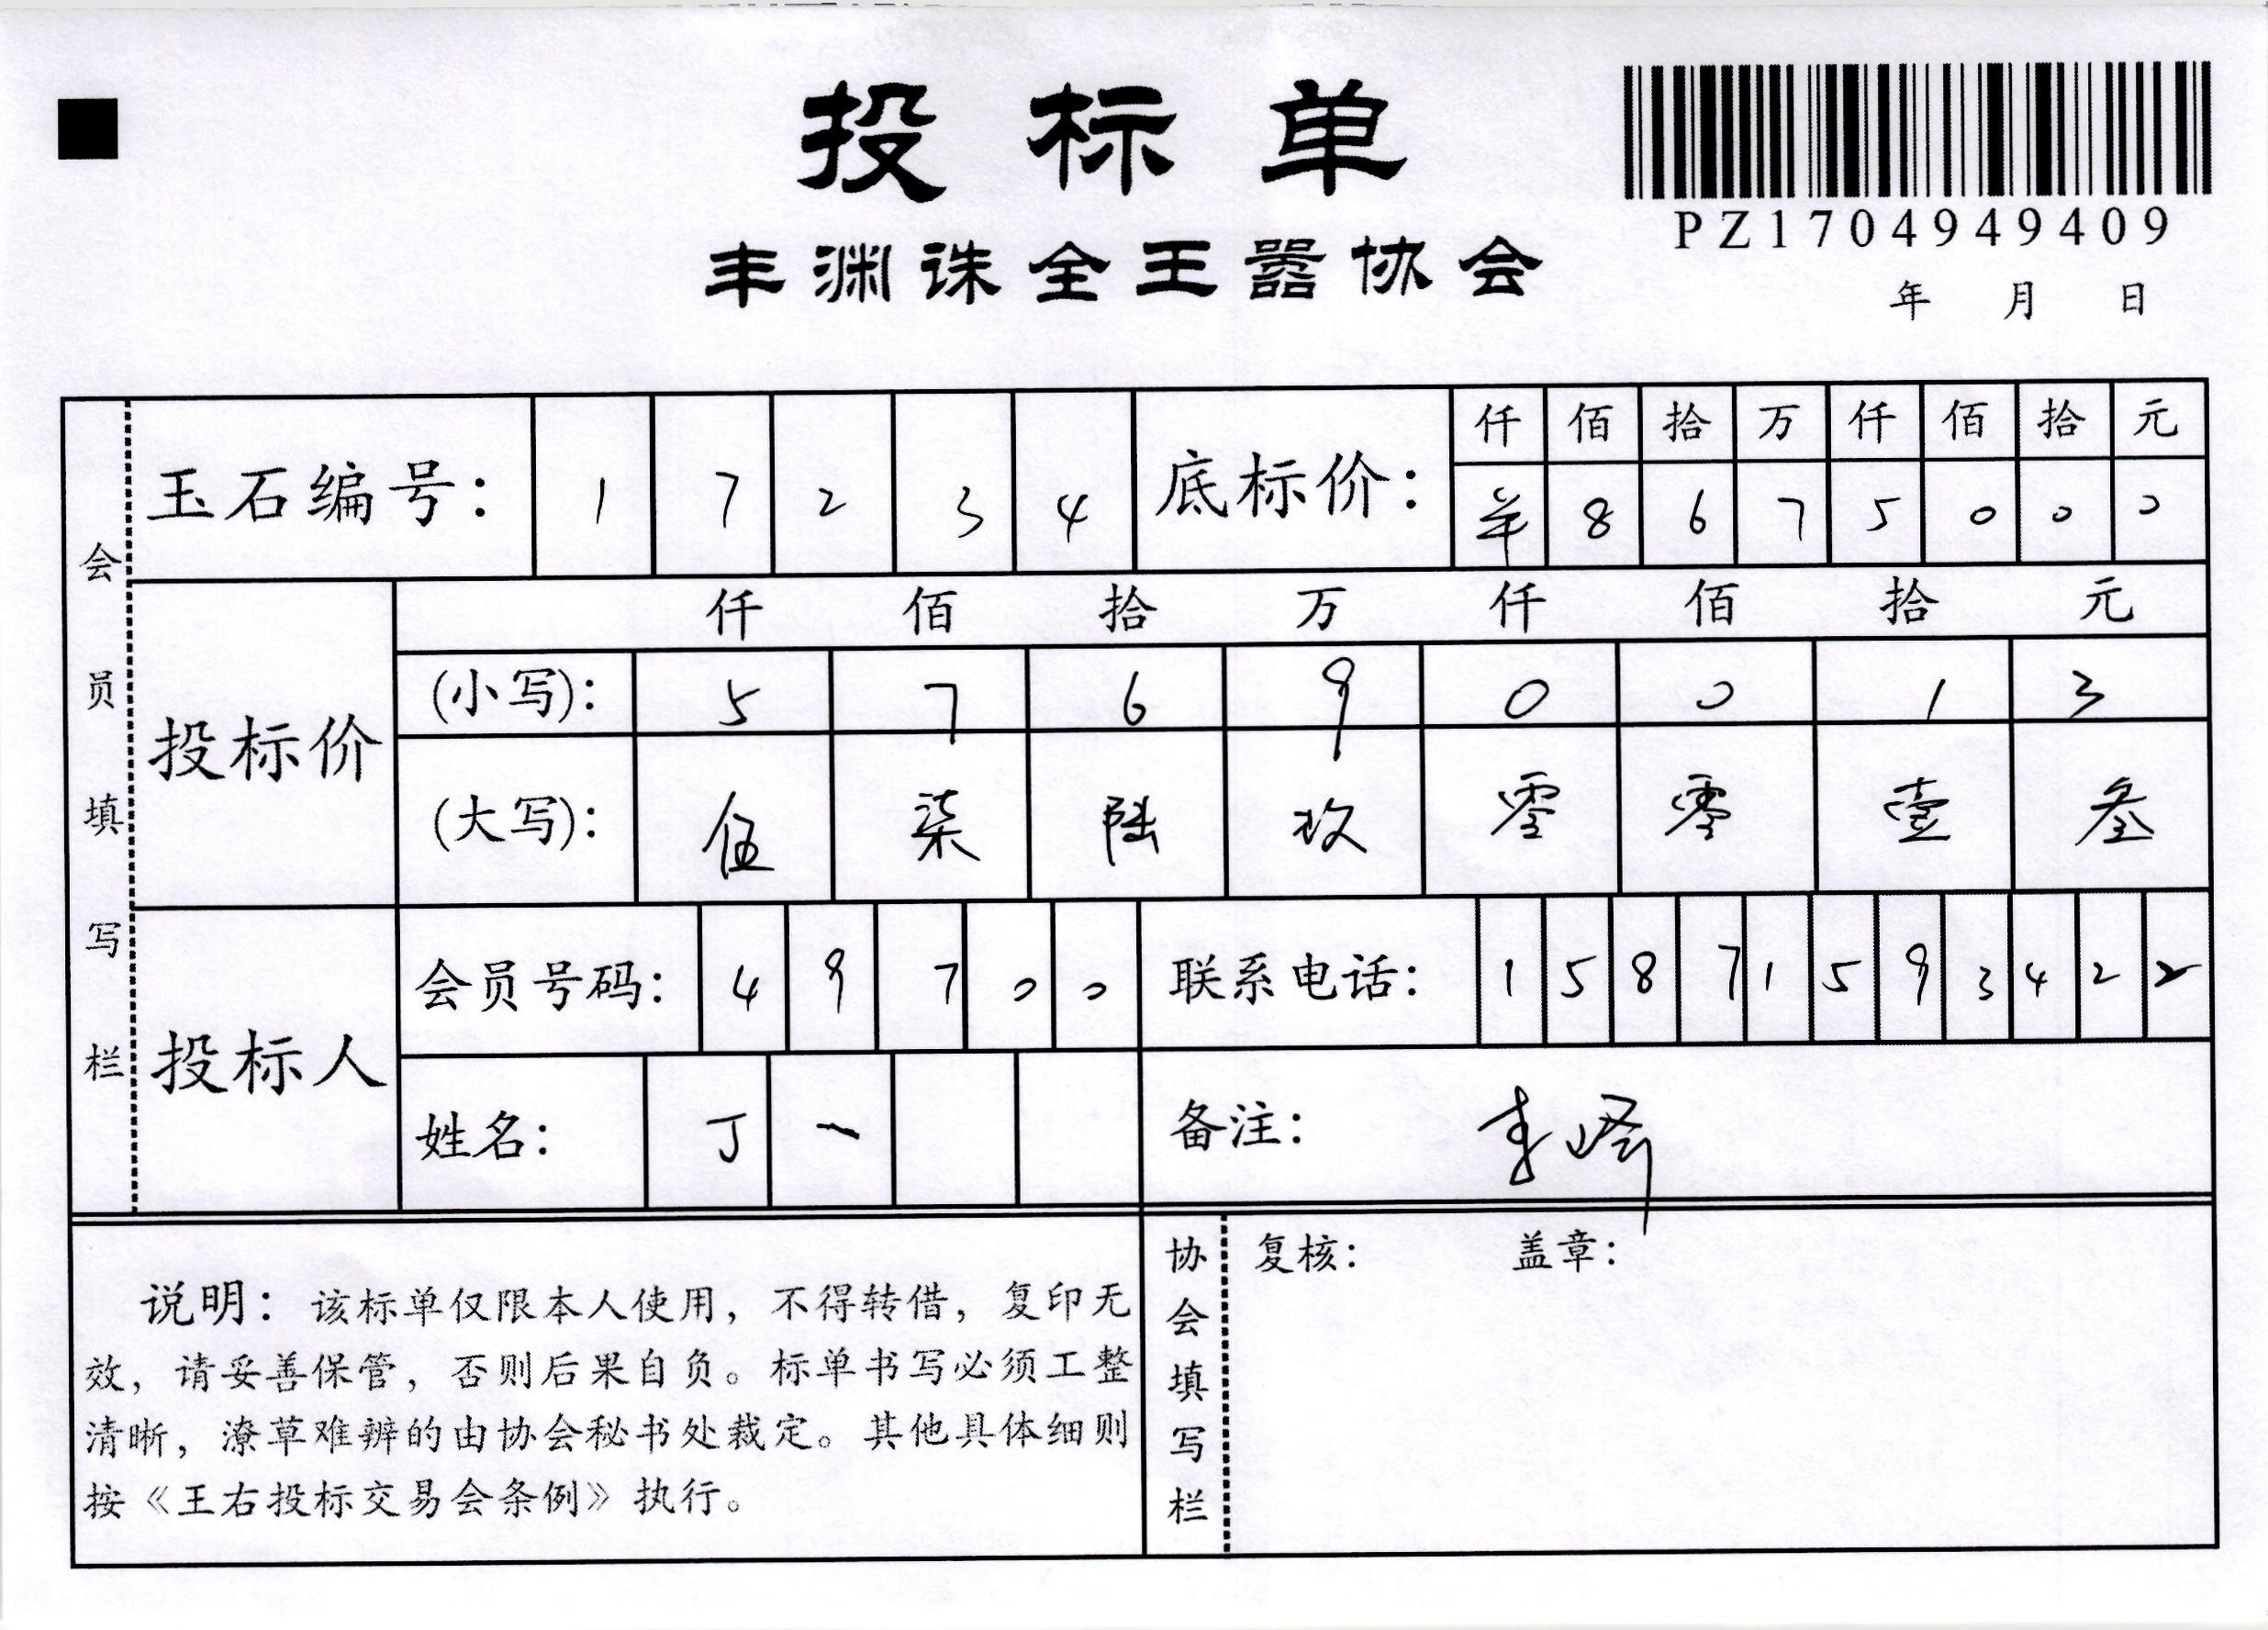 投标单
PZ1704949409
丰渊诛全王嚣协会
年 月 日
会员填写栏
玉石编号: 1 7 2 3 4
底标价: 仟 佰 拾 万 仟 佰 拾 元
8 6 7 5 0 0 0
投标价
仟 佰 拾 万 仟 佰 拾 元
(小写): 5 7 6 9 0 0 1 3
(大写): 伍 柒 陆 玖 零 零 壹 叁
投标人
会员号码: 4 9 7 0 0
联系电话: 1 5 8 7 1 5 9 3 4 2 2
姓名: 丁 一
备注:
说明: 该标单仅限本人使用, 不得转借, 复印无
效, 请妥善保管, 否则后果自负。标单书写必须工整
清晰, 潦草难辨的由协会秘书处裁定。其他具体细则
按《王右投标交易会条例》执行。
协会填写栏
复核: 盖章: